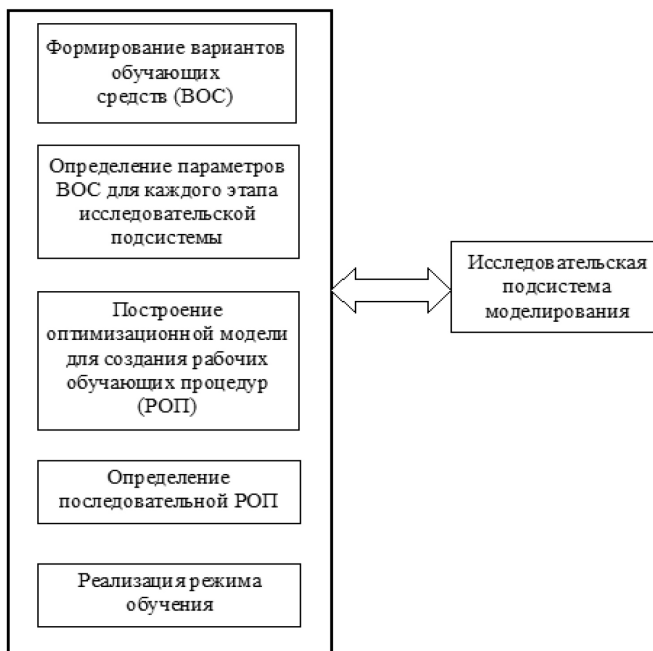 Формирование вариантов
обучающих
средств (ВОС)
Определение параметров
ВОС для каждого этапа
исследовательской
подсистемы
Построение
оптимизационной модели
для создания рабочих
обучающих процедур
(РОП)
Определение
последовательной РОП
Реализация режима
обучения
Исследовательская
подсистема
моделирования